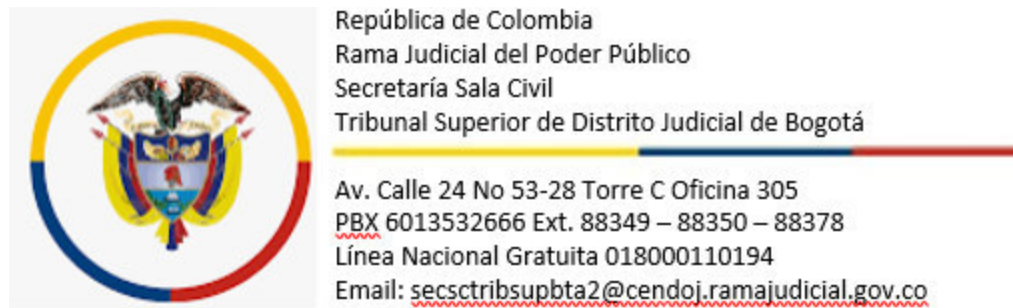 República de Colombia
Rama Judicial del Poder Público
Secretaría Sala Civil
Tribunal Superior de Distrito Judicial de Bogotá
Av. Calle 24 No 53-28 Torre C Oficina 305
PBX 6013532666 Ext. 88349 – 88350 – 88378
Línea Nacional Gratuita 018000110194
Email: secsctribsupbta2@cendoj.ramajudicial.gov.co